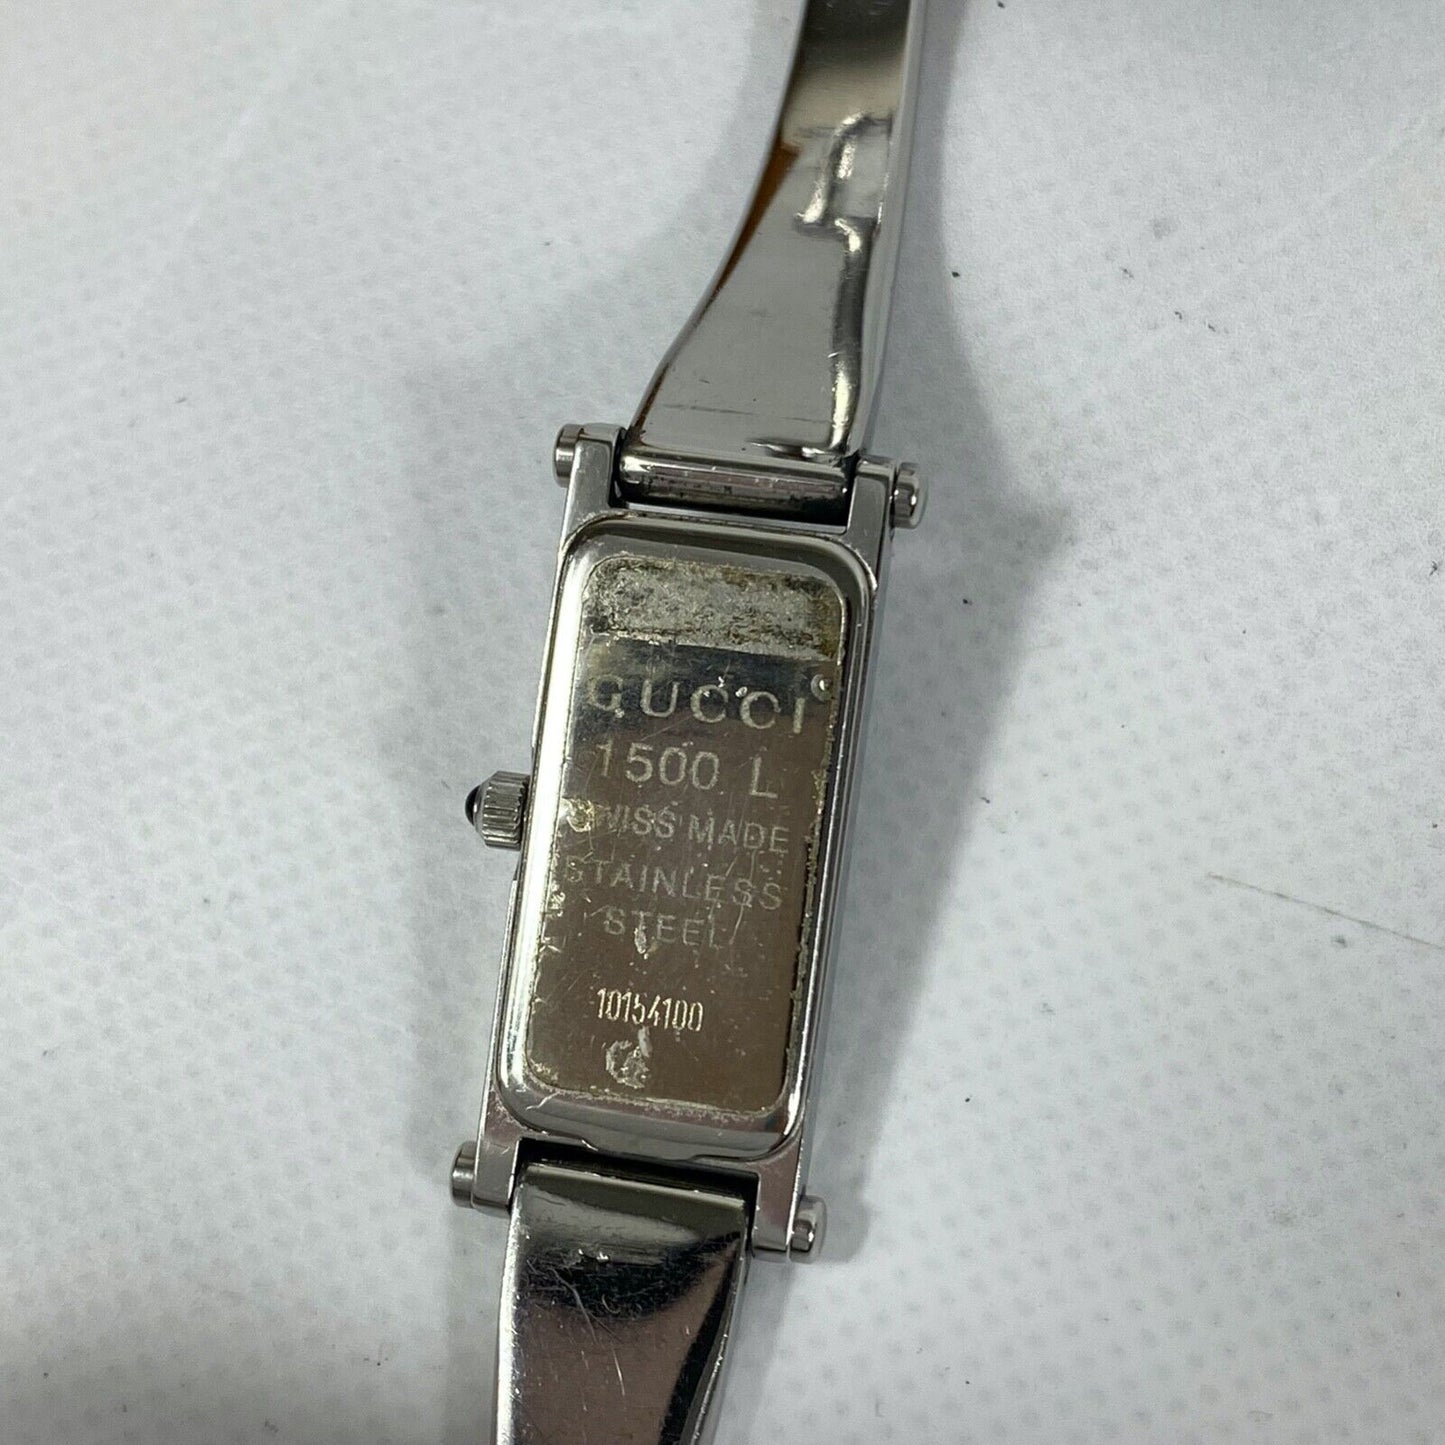 GUCCI
1500 L
SWISS MADE
STAINLESS
STEEL
10154100